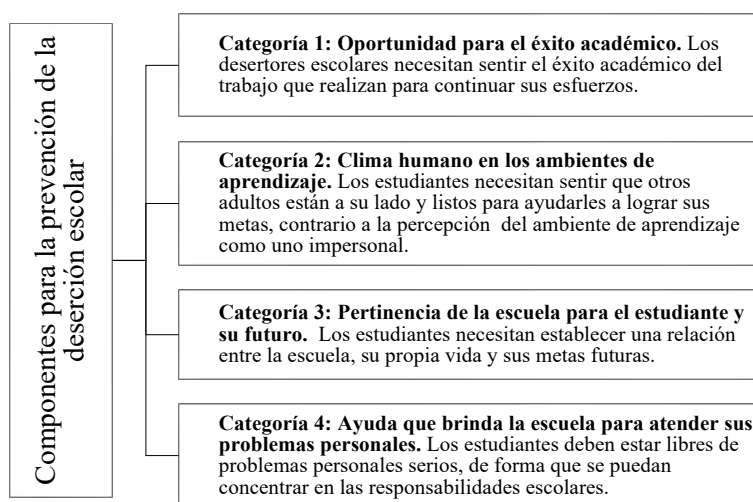 Componentes para la prevención de la
deserción escolar
Categoría 1: Oportunidad para el éxito académico. Los
desertores escolares necesitan sentir el éxito académico del
trabajo que realizan para continuar sus esfuerzos.
Categoría 2: Clima humano en los ambientes de
aprendizaje. Los estudiantes necesitan sentir que otros
adultos están a su lado y listos para ayudarles a lograr sus
metas, contrario a la percepción del ambiente de aprendizaje
como uno impersonal.
Categoría 3: Pertinencia de la escuela para el estudiante y
su futuro. Los estudiantes necesitan establecer una relación
entre la escuela, su propia vida y sus metas futuras.
Categoría 4: Ayuda que brinda la escuela para atender sus
problemas personales. Los estudiantes deben estar libres de
problemas personales serios, de forma que se puedan
concentrar en las responsabilidades escolares.